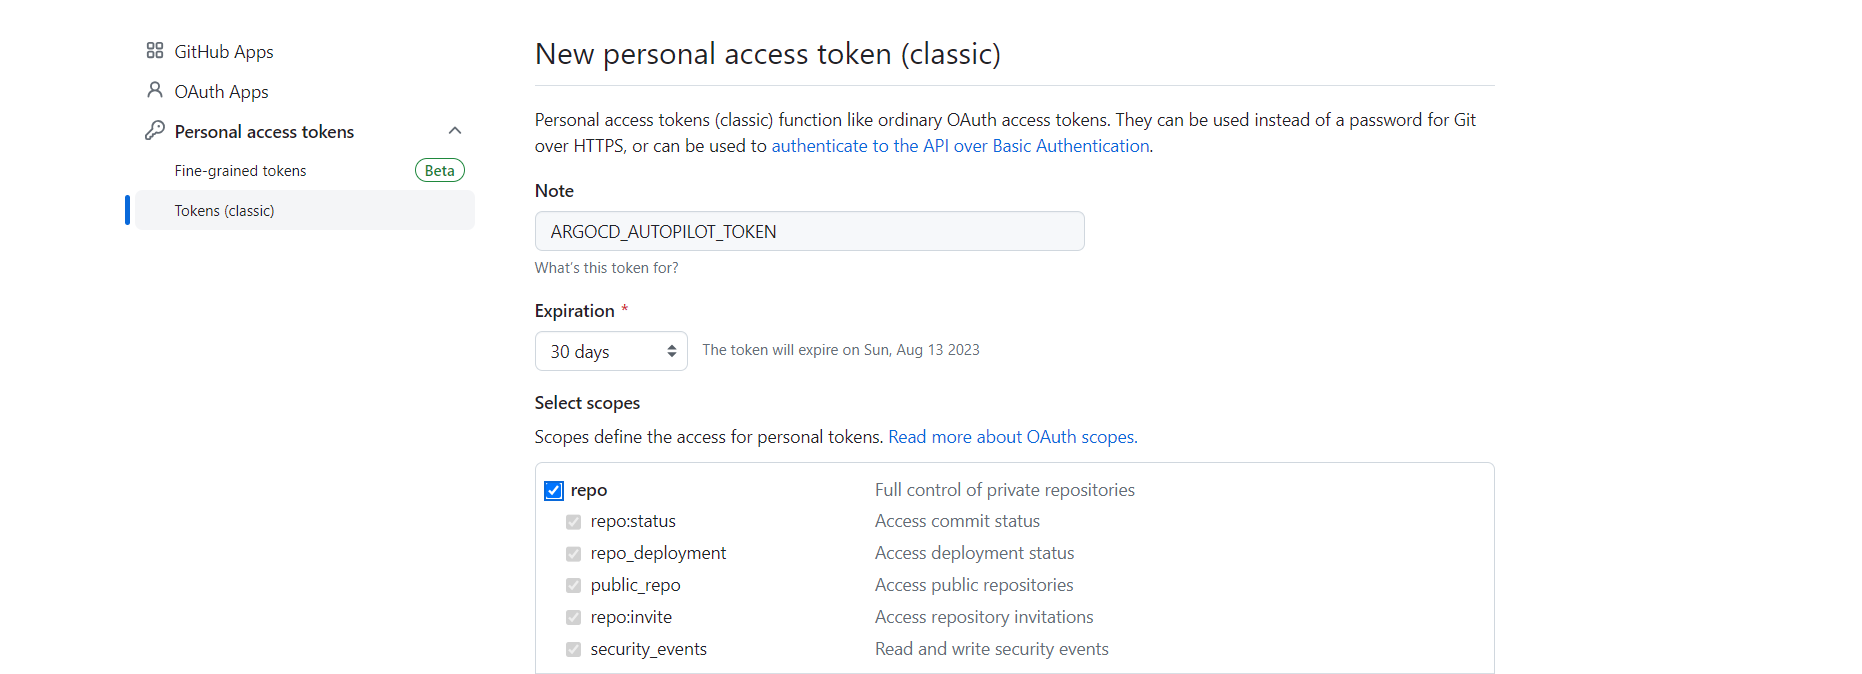 GitHub Apps
OAuth Apps
Personal access tokens
Fine-grained tokens Beta
Tokens (classic)
New personal access token (classic)
Personal access tokens (classic) function like ordinary OAuth access tokens. They can be used instead of a password for Git
over HTTPS, or can be used to authenticate to the API over Basic Authentication.
Note
ARGOCD_AUTOPILOT_TOKEN
What's this token for?
Expiration *
30 days The token will expire on Sun, Aug 13 2023
Select scopes
Scopes define the access for personal tokens. Read more about OAuth scopes.
repo Full control of private repositories
repo:status Access commit status
repo_deployment Access deployment status
public_repo Access public repositories
repo:invite Access repository invitations
security_events Read and write security events